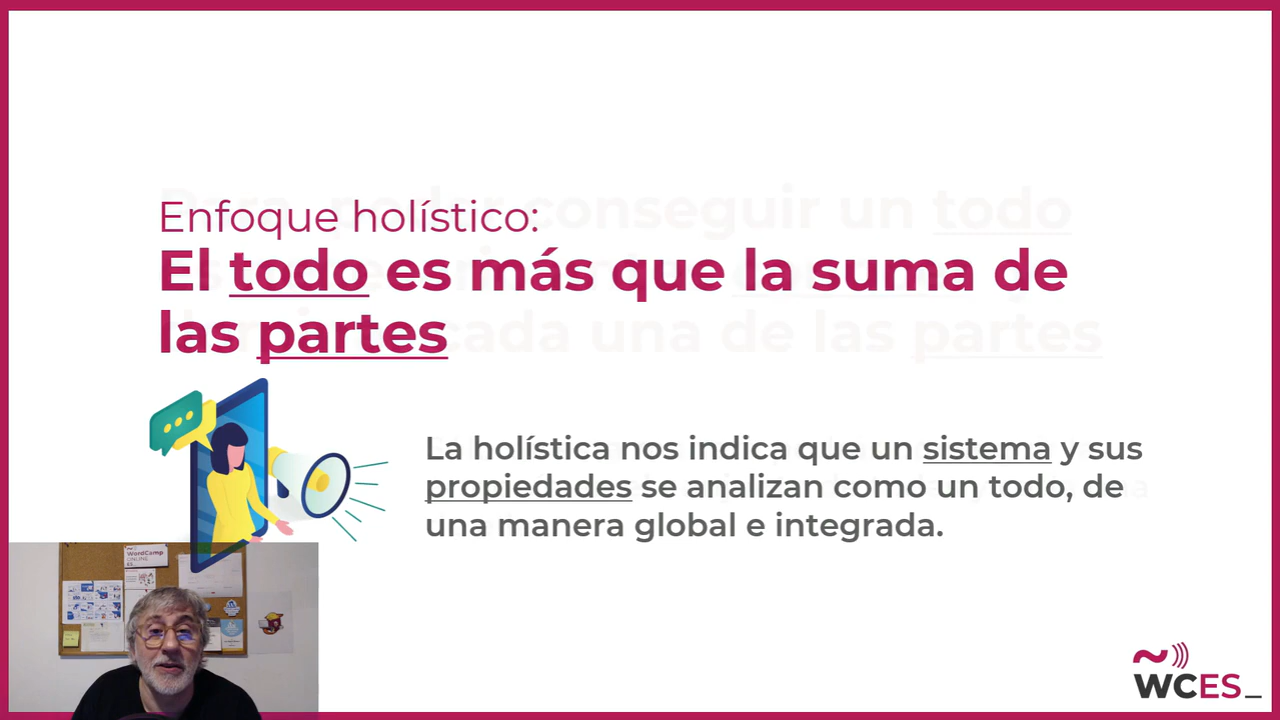 Enfoque holístico:
El todo es más que la suma de
las partes
La holística nos indica que un sistema y sus
propiedades se analizan como un todo, de
una manera global e integrada.
WordCamp
ONLINE
WCES_